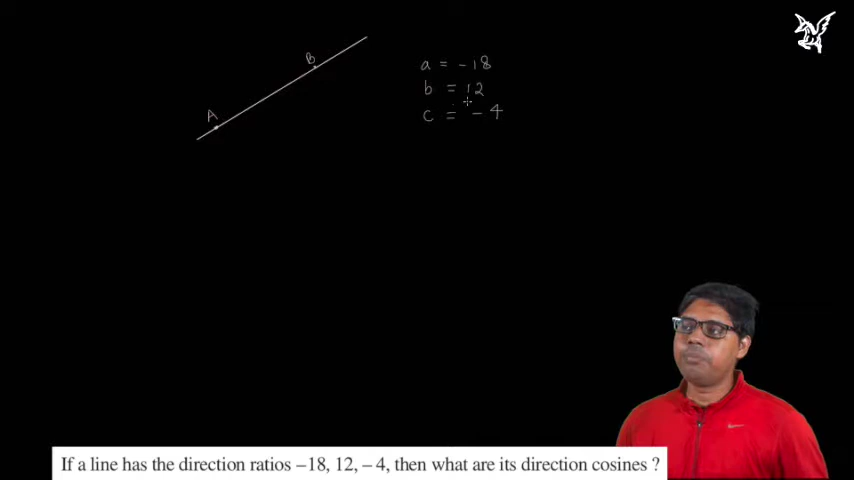 B
A
a = -18
b = 12
c = -4
If a line has the direction ratios −18, 12, − 4, then what are its direction cosines ?